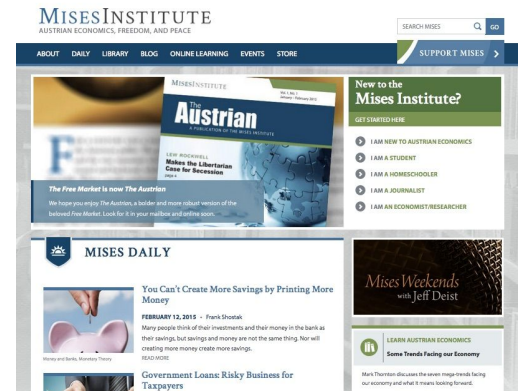 MISESINSTITUTE
AUSTRIAN ECONOMICS, FREEDOM, AND PEACE
SEARCH MISES
GO
ABOUT DAILY LIBRARY BLOG ONLINE LEARNING EVENTS STORE
SUPPORT MISES
MISESINSTITUTE
Vol. 1, No. 1
January - February 2015
The
Austrian
A PUBLICATION OF THE MISES INSTITUTE
LEW ROCKWELL
Makes the Libertarian
Case for Secession
page 4
The Free Market is now The Austrian
We hope you enjoy The Austrian, a bolder and more robust version of the
beloved Free Market. Look for it in your mailbox and online soon.
New to the
Mises Institute?
GET STARTED HERE
I AM NEW TO AUSTRIAN ECONOMICS
I AM A STUDENT
I AM A HOMESCHOOLER
I AM A JOURNALIST
I AM AN ECONOMIST/RESEARCHER
MISES DAILY
You Can't Create More Savings by Printing More
Money
FEBRUARY 12, 2015 • Frank Shostak
Many people think of their investments and their money in the bank as
their savings, but savings and money are not the same thing. Nor will
creating more money create more savings.
READ MORE
Money and Banks, Monetary Theory
Government Loans: Risky Business for
Taxpayers
Mises Weekends
with Jeff Deist
LEARN AUSTRIAN ECONOMICS
Some Trends Facing our Economy
Mark Thornton discusses the seven mega-trends facing
our economy and what it means looking forward.